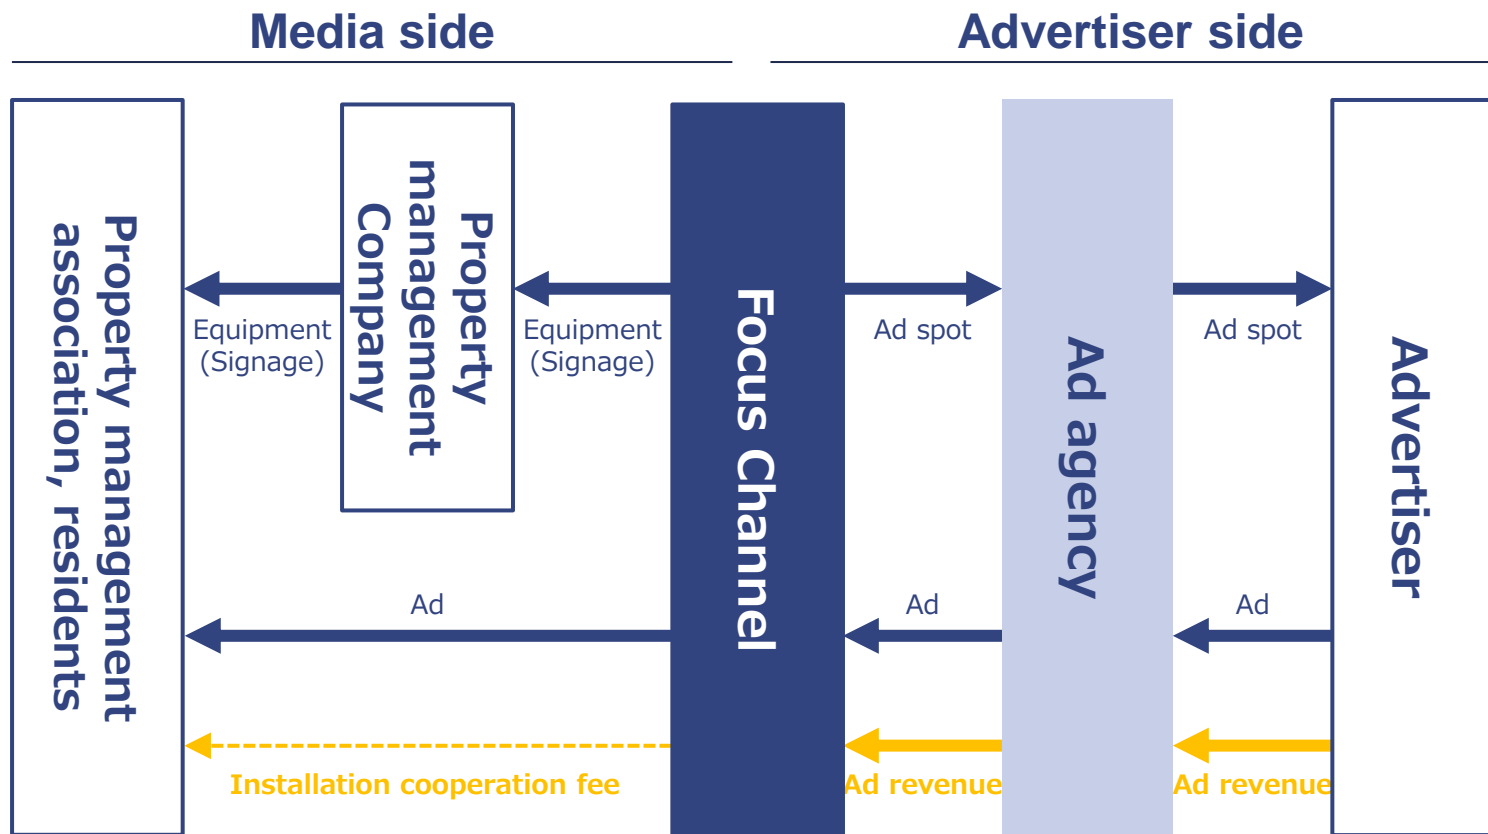 Media side
Advertiser side
Property management
association, residents
Property
management
Company
Focus Channel
Ad agency
Advertiser
Equipment
(Signage)
Equipment
(Signage)
Ad spot
Ad spot
Ad
Ad
Ad
Installation cooperation fee
Ad revenue
Ad revenue